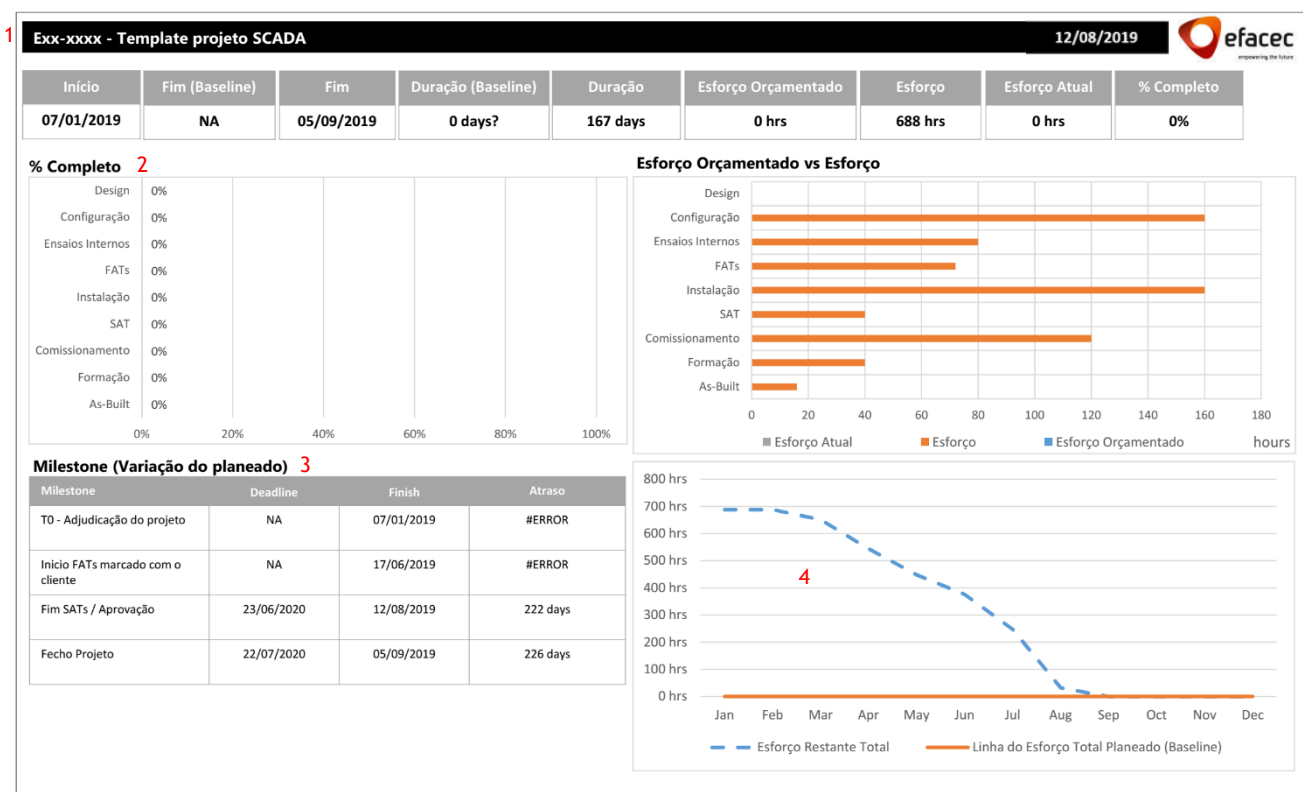 1
Exx-xxxx - Template projeto SCADA 12/08/2019
efacec
empowering the future
Início Fim (Baseline) Fim Duração (Baseline) Duração Esforço Orçamentado Esforço Esforço Atual % Completo
07/01/2019 NA 05/09/2019 0 days? 167 days 0 hrs 688 hrs 0 hrs 0%
% Completo 2
Design 0%
Configuração 0%
Ensaios Internos 0%
FATs 0%
Instalação 0%
SAT 0%
Comissionamento 0%
Formação 0%
As-Built 0%
0% 20% 40% 60% 80% 100%
Esforço Orçamentado vs Esforço
Design
Configuração
Ensaios Internos
FATs
Instalação
SAT
Comissionamento
Formação
As-Built
0 20 40 60 80 100 120 140 160 180
Esforço Atual Esforço Esforço Orçamentado hours
Milestone (Variação do planeado) 3
Milestone Deadline Finish Atraso
T0 - Adjudicação do projeto NA 07/01/2019 #ERROR
Inicio FATs marcado com o
cliente
NA 17/06/2019 #ERROR
Fim SATs / Aprovação 23/06/2020 12/08/2019 222 days
Fecho Projeto 22/07/2020 05/09/2019 226 days
800 hrs
700 hrs
600 hrs
500 hrs
4
400 hrs
300 hrs
200 hrs
100 hrs
0 hrs
Jan Feb Mar Apr May Jun Jul Aug Sep Oct Nov Dec
Esforço Restante Total Linha do Esforço Total Planeado (Baseline)